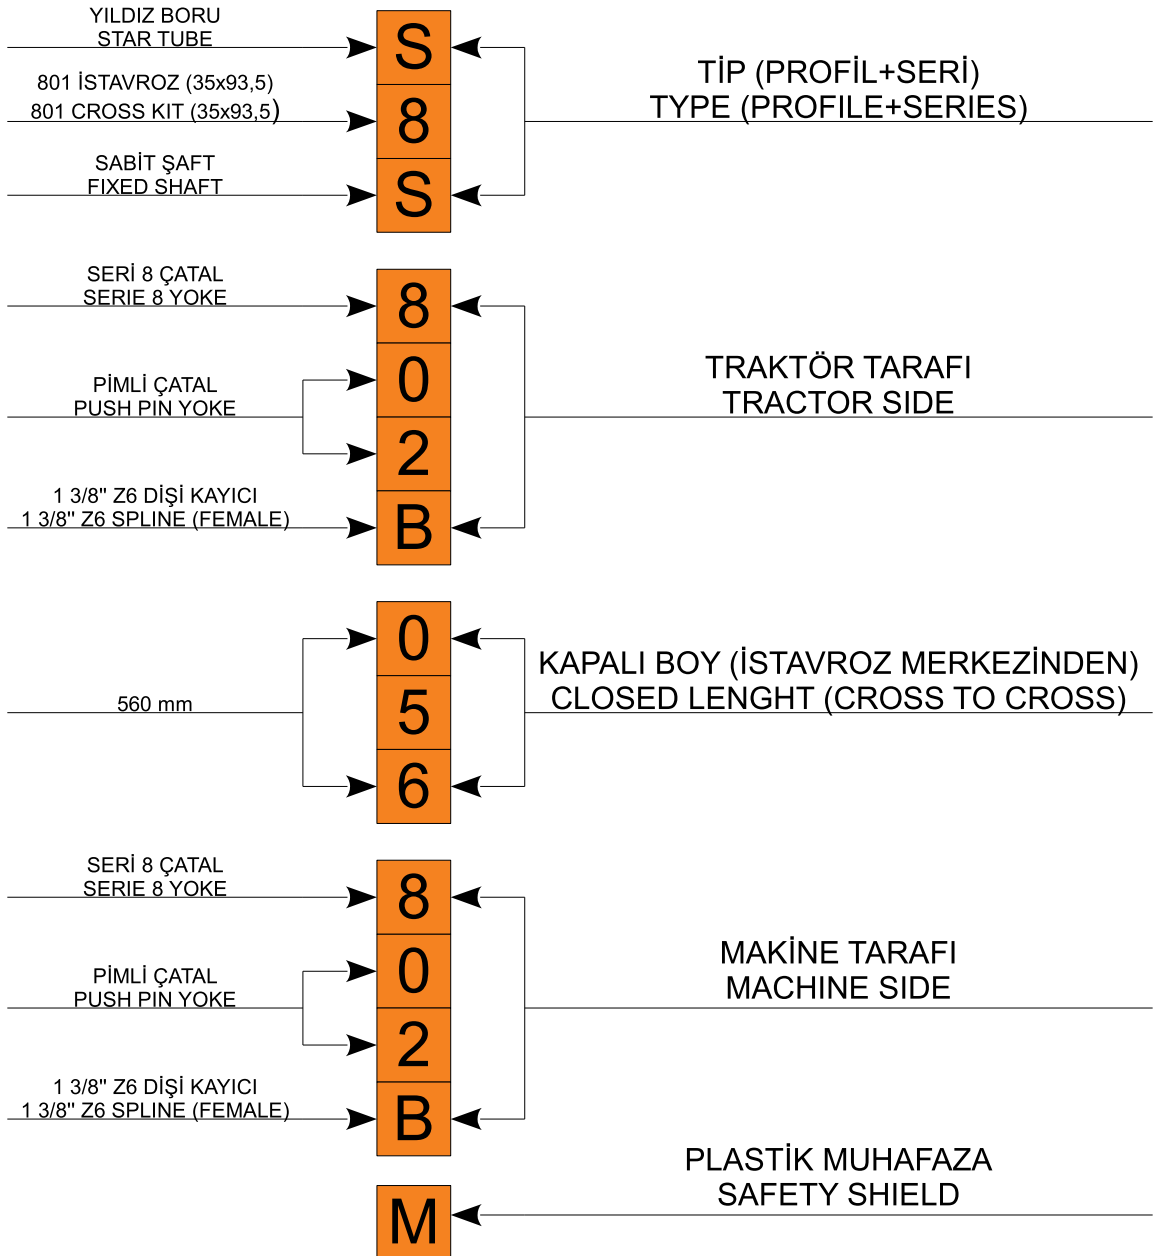 YILDIZ BORU
STAR TUBE
S
801 İSTAVROZ (35x93,5)
801 CROSS KIT (35x93,5)
8
TİP (PROFİL+SERİ)
TYPE (PROFILE+SERIES)
SABİT ŞAFT
FIXED SHAFT
S
SERİ 8 ÇATAL
SERIE 8 YOKE
8
PİMLİ ÇATAL
PUSH PIN YOKE
0
2
TRAKTÖR TARAFI
TRACTOR SIDE
1 3/8" Z6 DİŞİ KAYICI
1 3/8" Z6 SPLINE (FEMALE)
B
0
560 mm
5
KAPALI BOY (İSTAVROZ MERKEZİNDEN)
CLOSED LENGHT (CROSS TO CROSS)
6
SERİ 8 ÇATAL
SERIE 8 YOKE
8
PİMLİ ÇATAL
PUSH PIN YOKE
0
2
MAKİNE TARAFI
MACHINE SIDE
1 3/8" Z6 DİŞİ KAYICI
1 3/8" Z6 SPLINE (FEMALE)
B
PLASTİK MUHAFAZA
SAFETY SHIELD
M